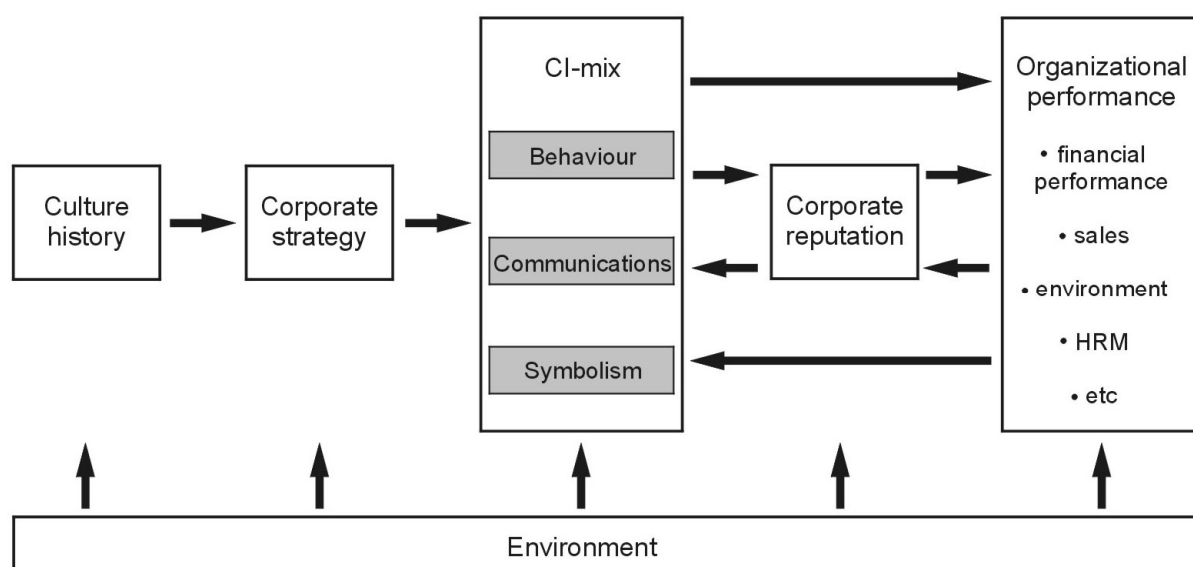 Culture
history
Corporate
strategy
CI-mix
Behaviour
Communications
Symbolism
Corporate
reputation
Organizational
performance
• financial
performance
• sales
• environment
• HRM
• etc
Environment